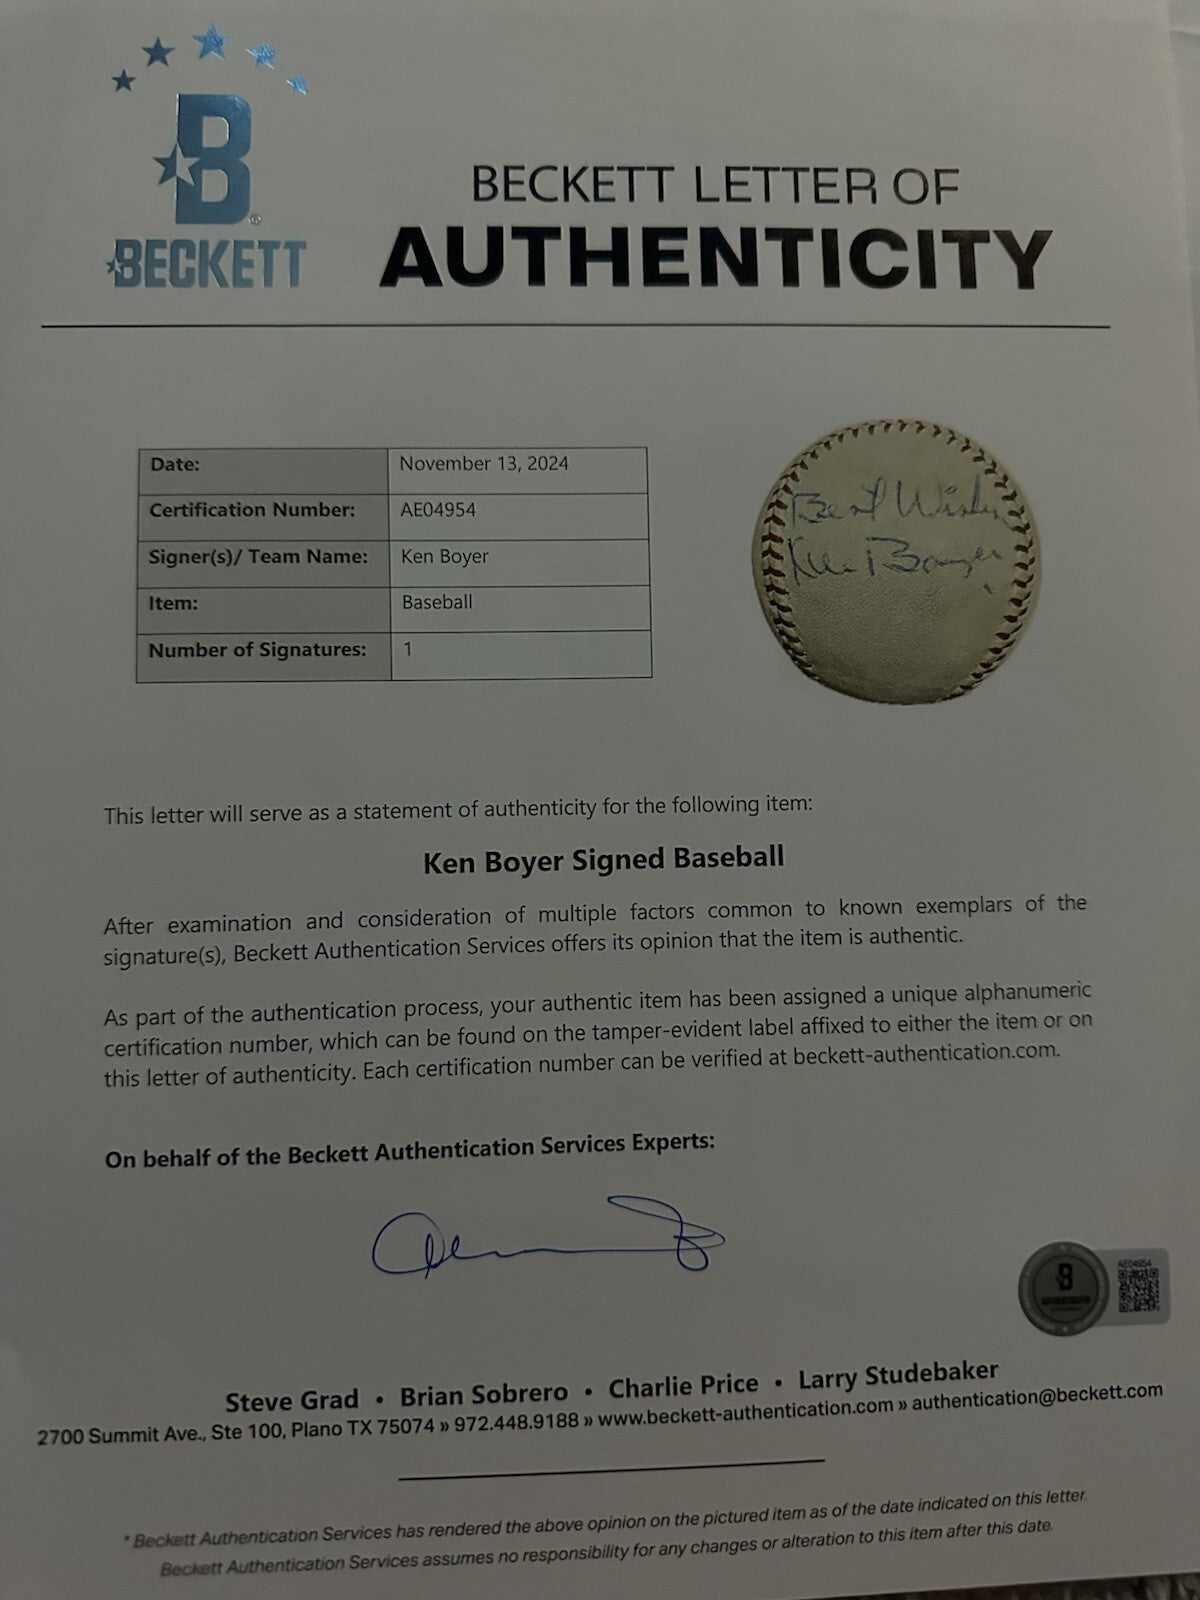 B
BECKETT
BECKETT LETTER OF
AUTHENTICITY
Date: November 13, 2024
Certification Number: AE04954
Signer(s)/ Team Name: Ken Boyer
Item: Baseball
Number of Signatures: 1
Best Wishes
Ken Boyer
This letter will serve as a statement of authenticity for the following item:
Ken Boyer Signed Baseball
After examination and consideration of multiple factors common to known exemplars of the
signature(s), Beckett Authentication Services offers its opinion that the item is authentic.
As part of the authentication process, your authentic item has been assigned a unique alphanumeric
certification number, which can be found on the tamper-evident label affixed to either the item or on
this letter of authenticity. Each certification number can be verified at beckett-authentication.com.
On behalf of the Beckett Authentication Services Experts:
B
AUTHENTICATED
AE04954
Steve Grad • Brian Sobrero • Charlie Price • Larry Studebaker
2700 Summit Ave., Ste 100, Plano TX 75074 » 972.448.9188 » www.beckett-authentication.com » authentication@beckett.com
* Beckett Authentication Services has rendered the above opinion on the pictured item as of the date indicated on this letter.
Beckett Authentication Services assumes no responsibility for any changes or alteration to this item after this date.